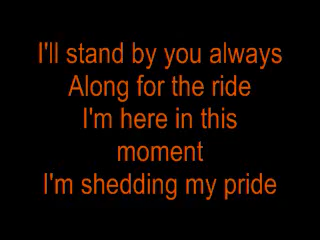 I'll stand by you always
Along for the ride
I'm here in this
moment
I'm shedding my pride